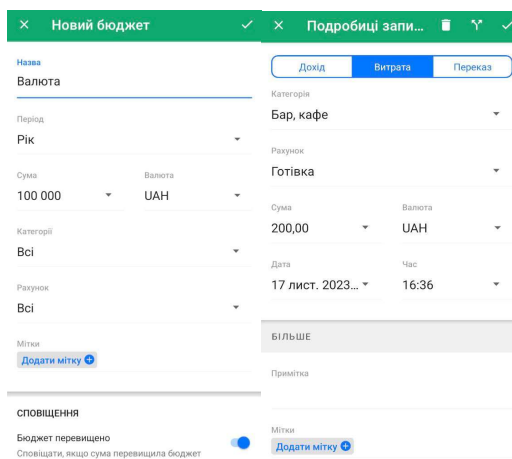 Новий бюджет
Назва
Валюта
Період
Рік
Сума Валюта
100 000 UAH
Категорії
Всі
Рахунок
Всі
Мітки
Додати мітку
СПОВІЩЕННЯ
Бюджет перевищено
Сповіщати, якщо сума перевищила бюджет
Подробиці запи...
Дохід Витрата Переказ
Категорія
Бар, кафе
Рахунок
Готівка
Сума Валюта
200,00 UAH
Дата Час
17 лист. 2023... 16:36
БІЛЬШЕ
Примітка
Мітки
Додати мітку